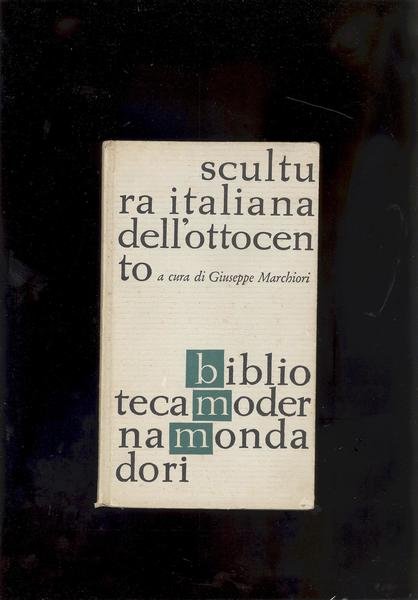 scultu
ra italiana
dell'ottocen
to a cura di Giuseppe Marchiori
biblio
tecamoder
namonda
dori